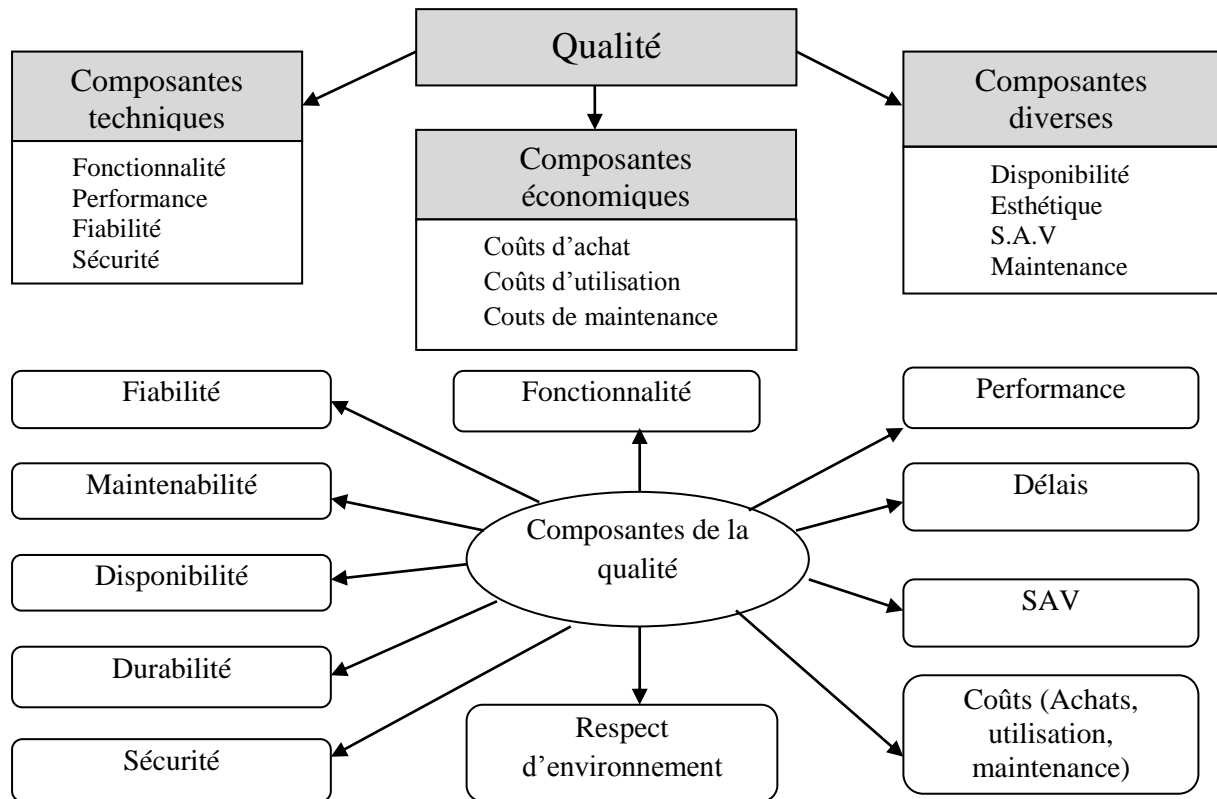 Qualité
Composantes
techniques
Fonctionnalité
Performance
Fiabilité
Sécurité
Composantes
économiques
Coûts d’achat
Coûts d’utilisation
Couts de maintenance
Composantes
diverses
Disponibilité
Esthétique
S.A.V
Maintenance
Fiabilité
Fonctionnalité
Performance
Maintenabilité
Délais
Composantes de la
qualité
Disponibilité
SAV
Durabilité
Coûts (Achats,
utilisation,
maintenance)
Sécurité
Respect
d’environnement